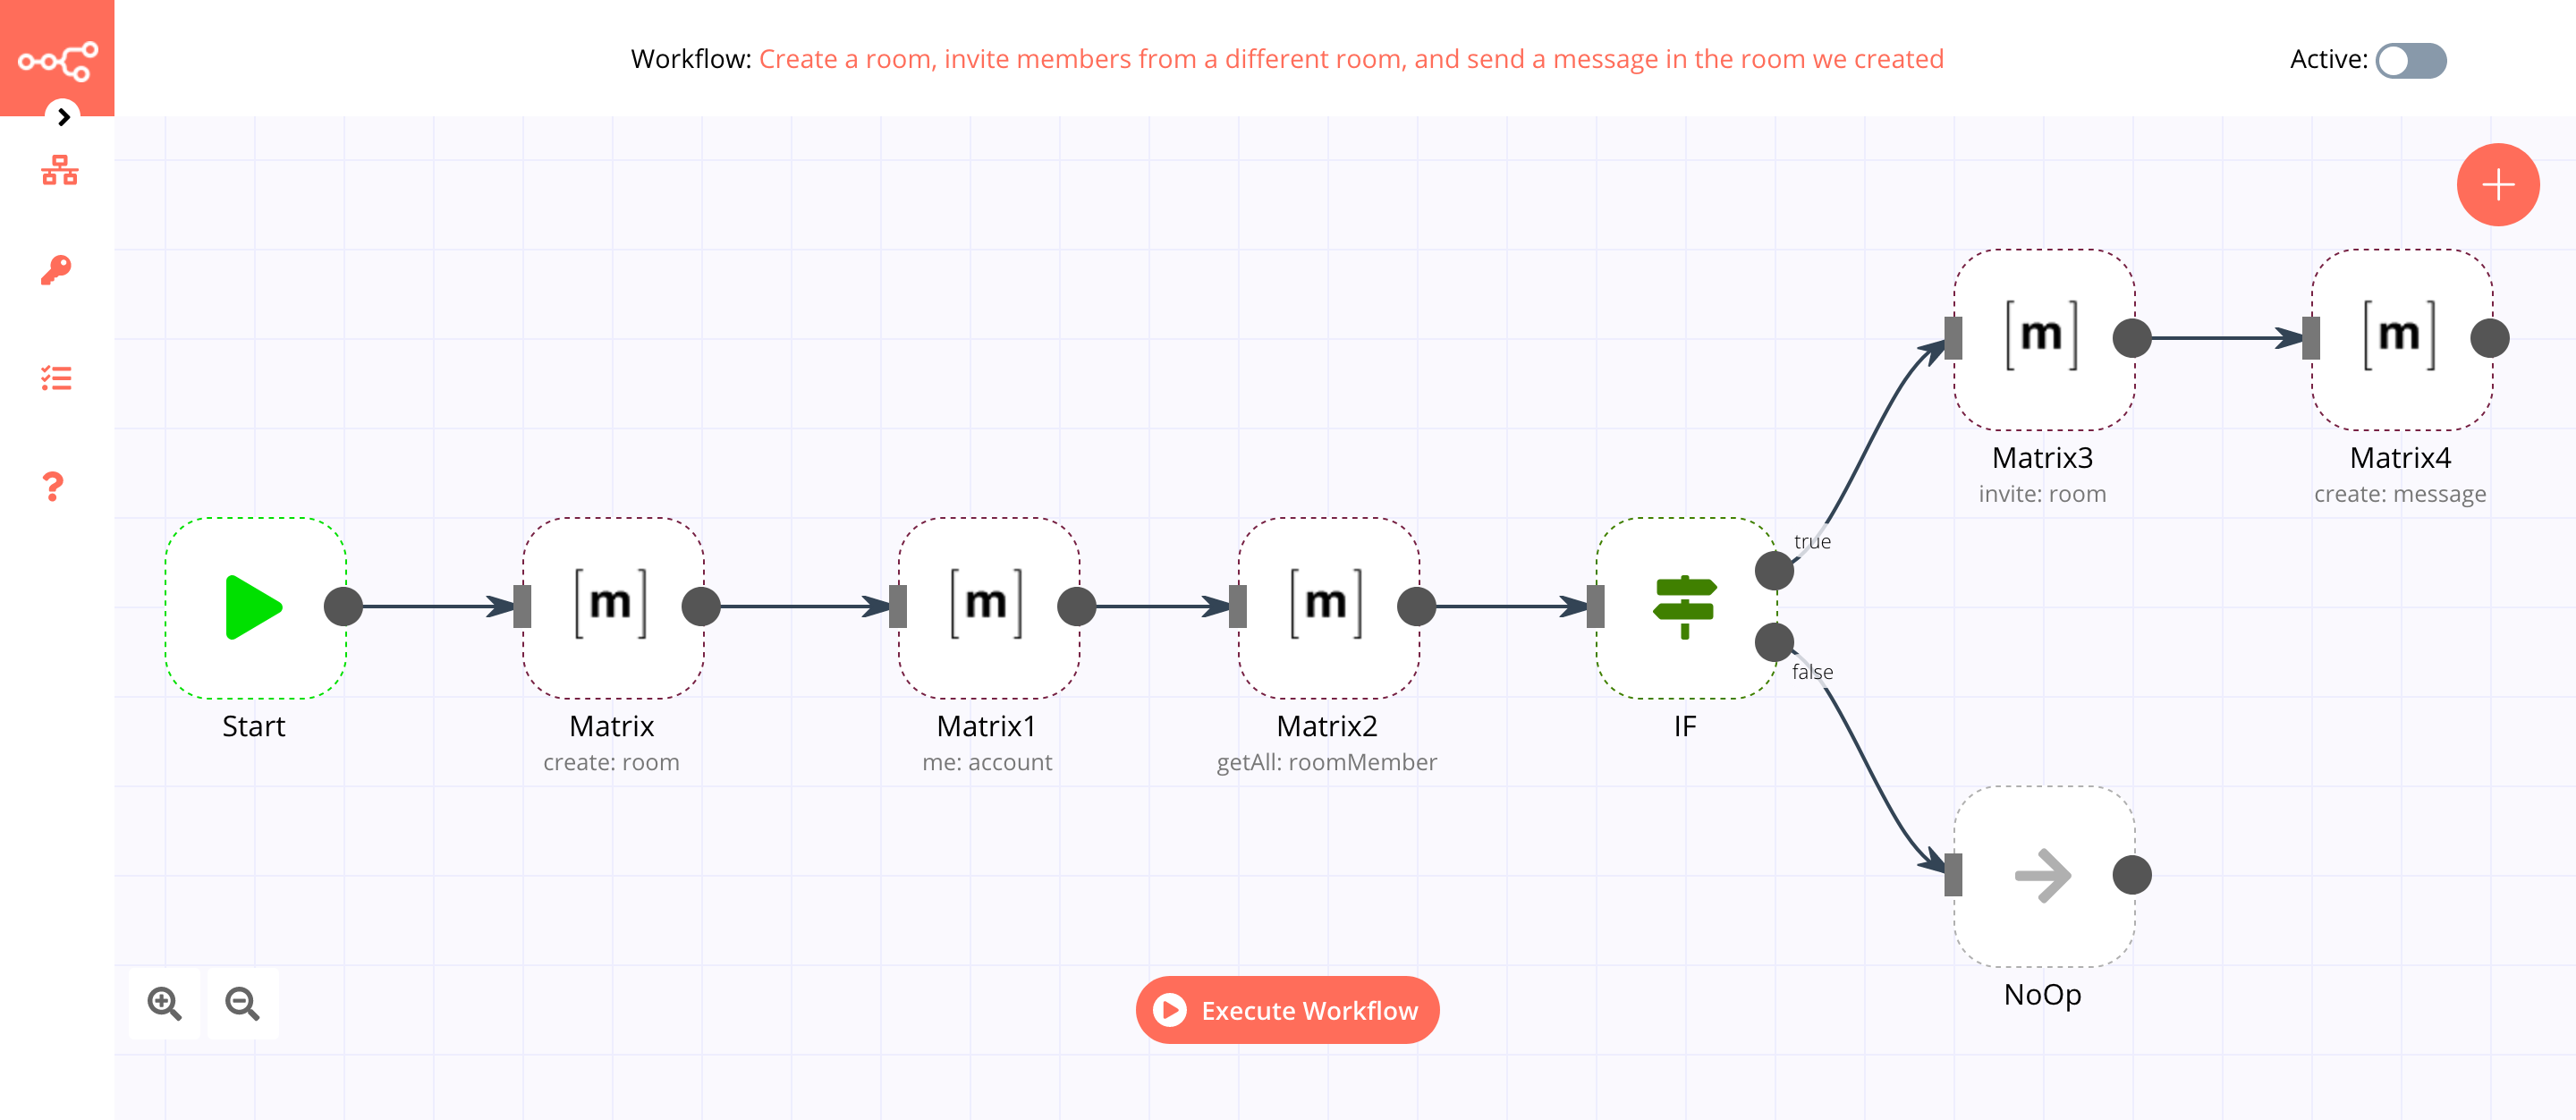 Workflow: Create a room, invite members from a different room, and send a message in the room we created
Active:
[m]
[m]
Matrix3
invite: room
Matrix4
create: message
true
false
[m]
[m]
[m]
Start
Matrix
create: room
Matrix1
me: account
Matrix2
getAll: roomMember
IF
NoOp
Execute Workflow